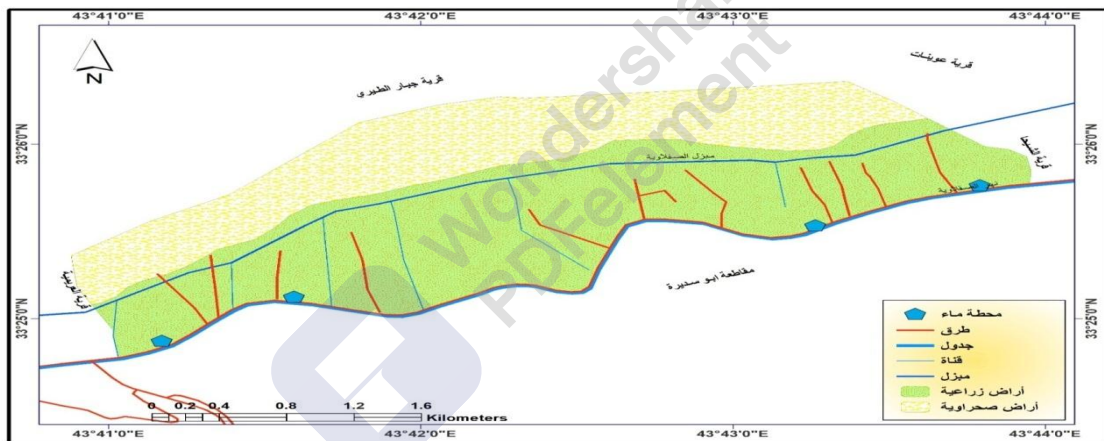 43°41'0"E 43°42'0"E 43°43'0"E 43°44'0"E
N
قرية عوينات
قرية جبار الطيري
33°26'0"N 33°26'0"N
مبزل الصقلاوية
نهر الصقلاوية
مقاطعة ابو سديرة
33°25'0"N 33°25'0"N
محطة ماء
طرق
جدول
قناة
مبزل
أراض زراعية
أراض صحراوية
0 0.2 0.4 0.8 1.2 1.6
Kilometers
43°41'0"E 43°42'0"E 43°43'0"E 43°44'0"E
Wondershare
PDFelement